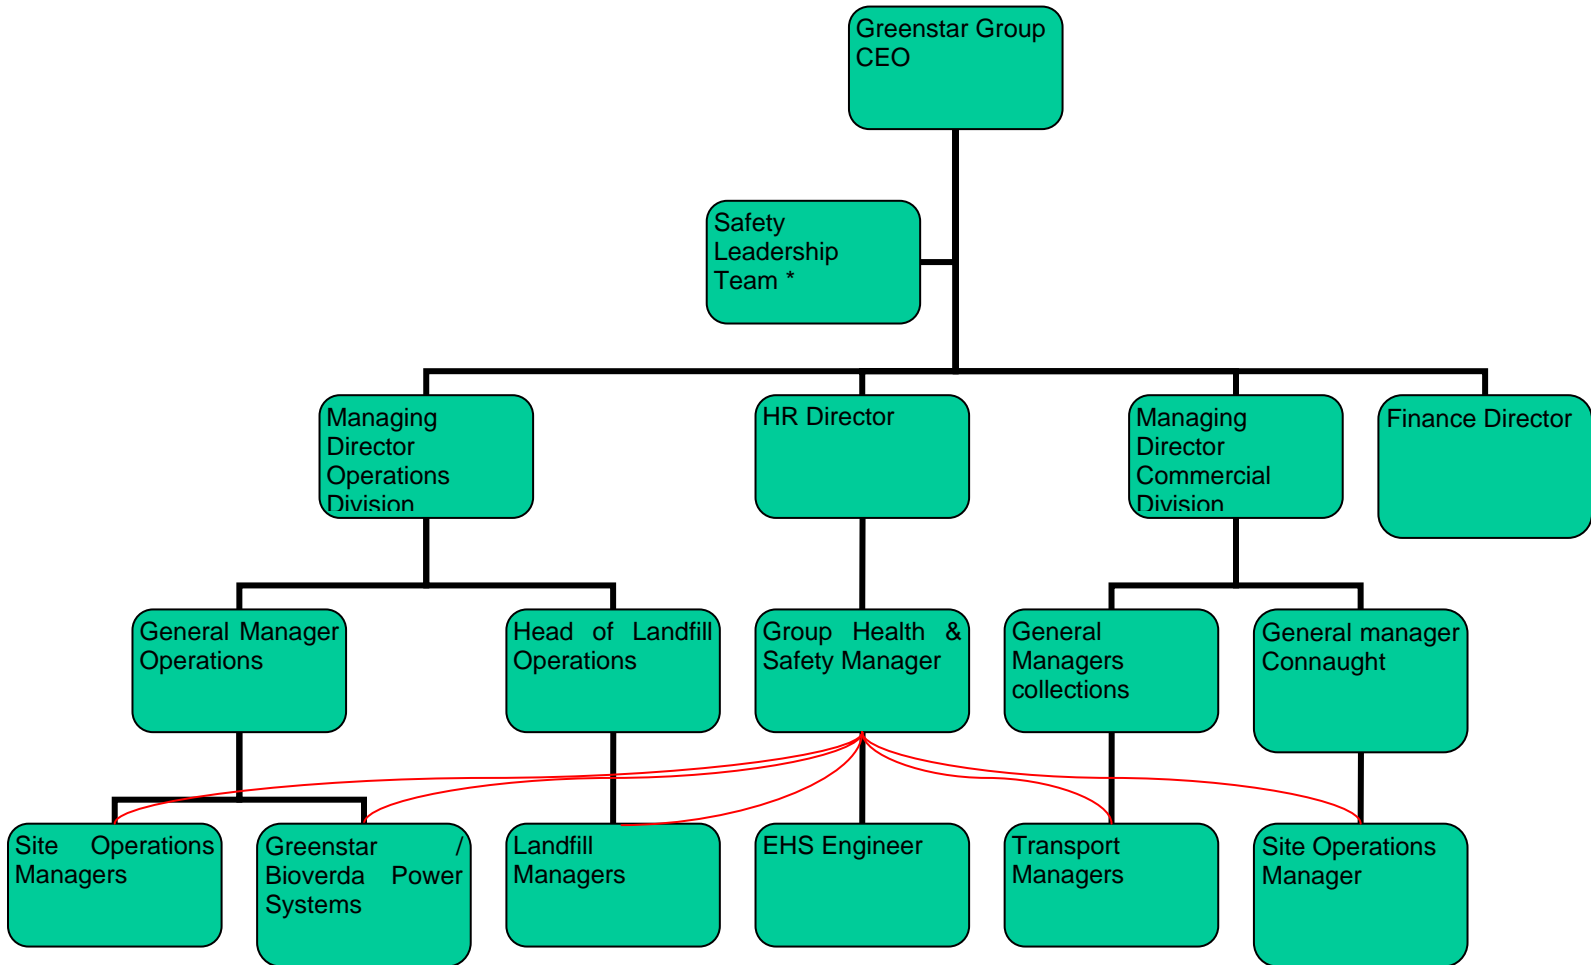 Greenstar Group
CEO
Safety
Leadership
Team *
Managing
Director
Operations
Division
HR Director
Managing
Director
Commercial
Division
Finance Director
General Manager
Operations
Head of Landfill
Operations
Group Health &
Safety Manager
General
Managers
collections
General manager
Connaught
Site Operations
Managers
Greenstar /
Bioverda Power
Systems
Landfill
Managers
EHS Engineer
Transport
Managers
Site Operations
Manager